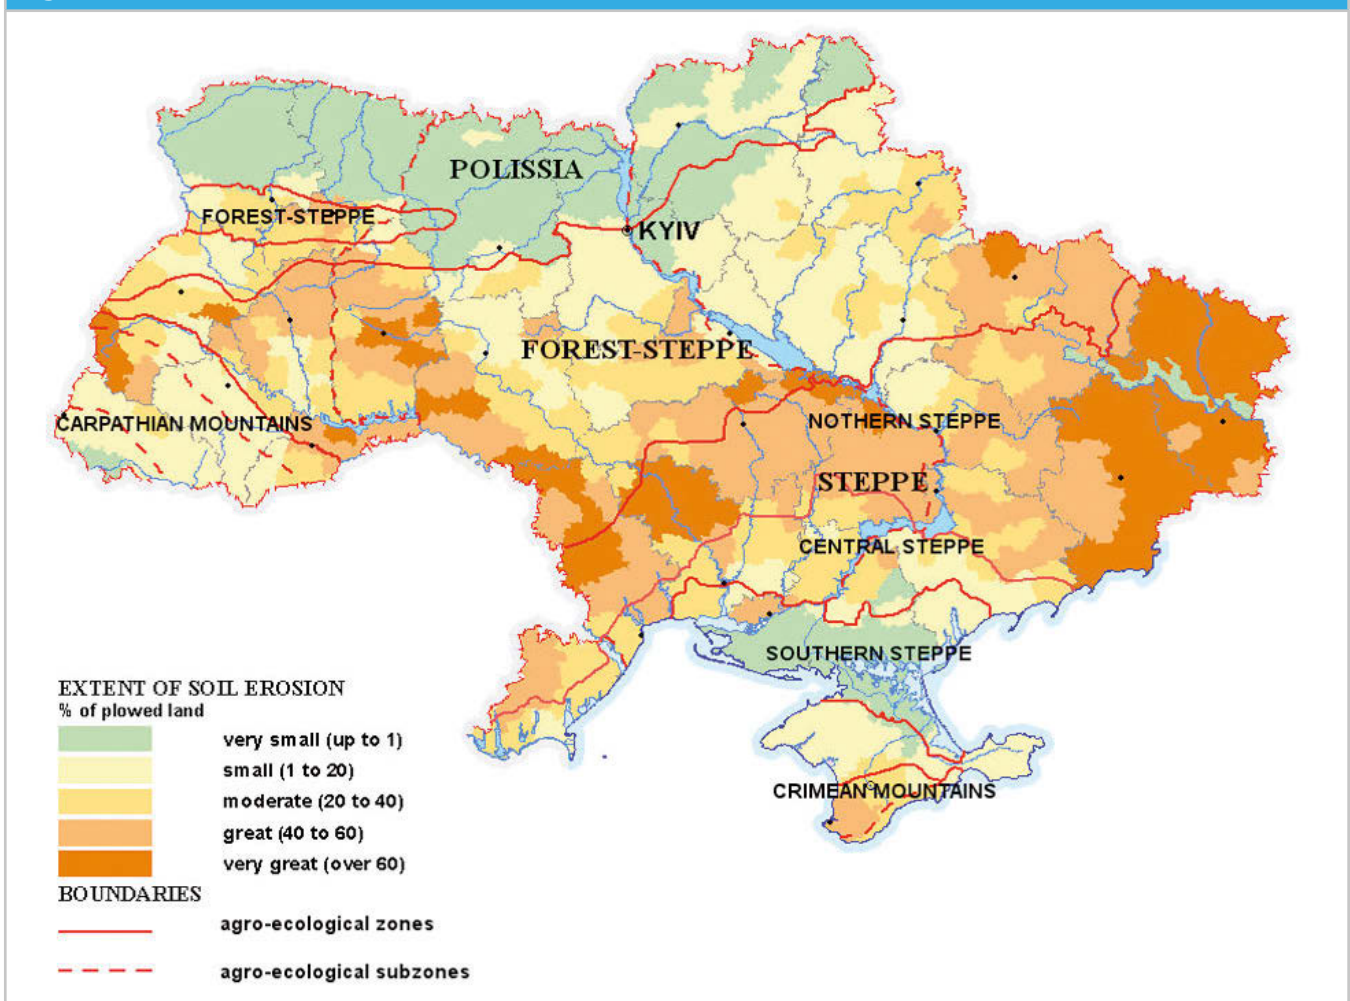 POLISSIA
FOREST-STEPPE
KYIV
FOREST-STEPPE
CARPATHIAN MOUNTAINS
NOTHERN STEPPE
STEPPE
CENTRAL STEPPE
SOUTHERN STEPPE
CRIMEAN MOUNTAINS
EXTENT OF SOIL EROSION
% of plowed land
very small (up to 1)
small (1 to 20)
moderate (20 to 40)
great (40 to 60)
very great (over 60)
BOUNDARIES
agro-ecological zones
agro-ecological subzones